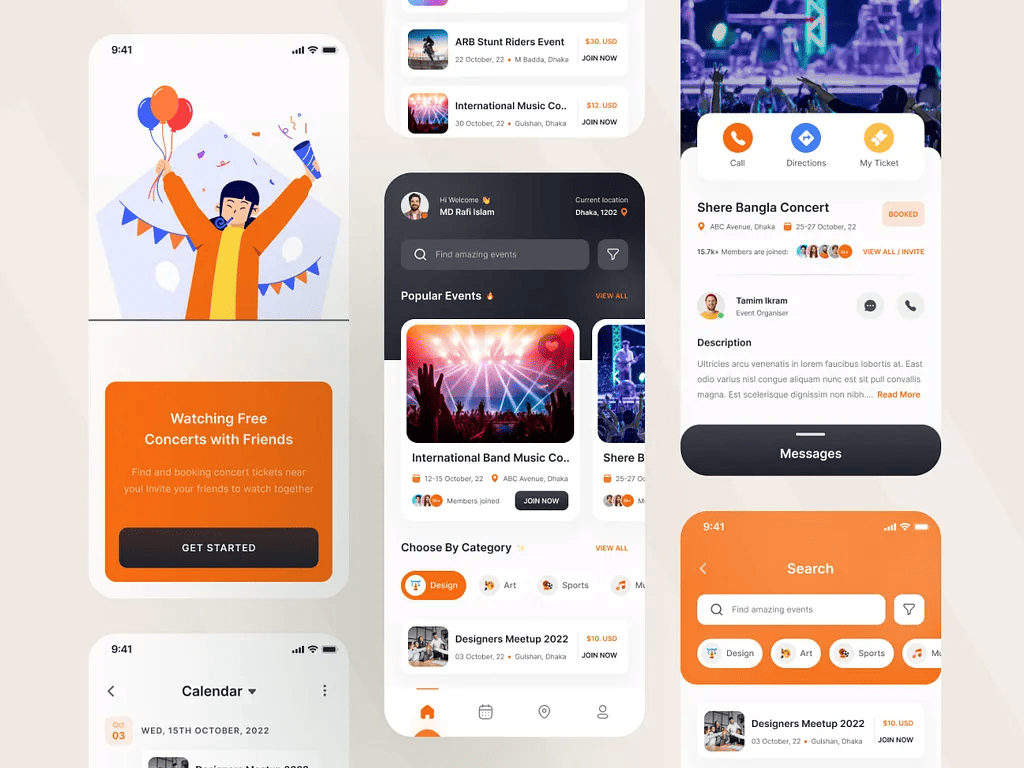 9:41
Watching Free
Concerts with Friends
Find and booking concert tickets near
you! Invite your friends to watch together
GET STARTED
9:41
Calendar
Oct
03
WED, 15TH OCTOBER, 2022
ARB Stunt Riders Event
$30. USD
22 October, 22 • M Badda, Dhaka
JOIN NOW
International Music Co..
$12. USD
30 October, 22 • Gulshan, Dhaka
JOIN NOW
Hi Welcome 👋
MD Rafi Islam
Current location
Dhaka, 1202
Find amazing events
Popular Events 🔥
VIEW ALL
International Band Music Co..
12-15 October, 22
ABC Avenue, Dhaka
Members joined
JOIN NOW
Shere B
25-27 Oc
Choose By Category ✨
VIEW ALL
Design
Art
Sports
Mu
Designers Meetup 2022
$10. USD
03 October, 22 • Gulshan, Dhaka
JOIN NOW
Call
Directions
My Ticket
Shere Bangla Concert
BOOKED
ABC Avenue, Dhaka
25-27 October, 22
15.7k+ Members are joined:
VIEW ALL / INVITE
Tamim Ikram
Event Organiser
Description
Ultricies arcu venenatis in lorem faucibus lobortis at. East
odio varius nisl congue aliquam nunc est sit pull convallis
magna. Est scelerisque dignissim non nibh.... Read More
Messages
9:41
Search
Find amazing events
Design
Art
Sports
Mu
Designers Meetup 2022
$10. USD
03 October, 22 • Gulshan, Dhaka
JOIN NOW